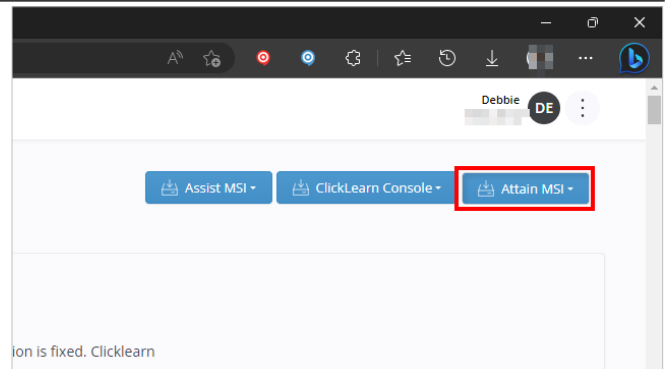 Debbie
DE
Assist MSI
ClickLearn Console
Attain MSI
ion is fixed. Clicklearn